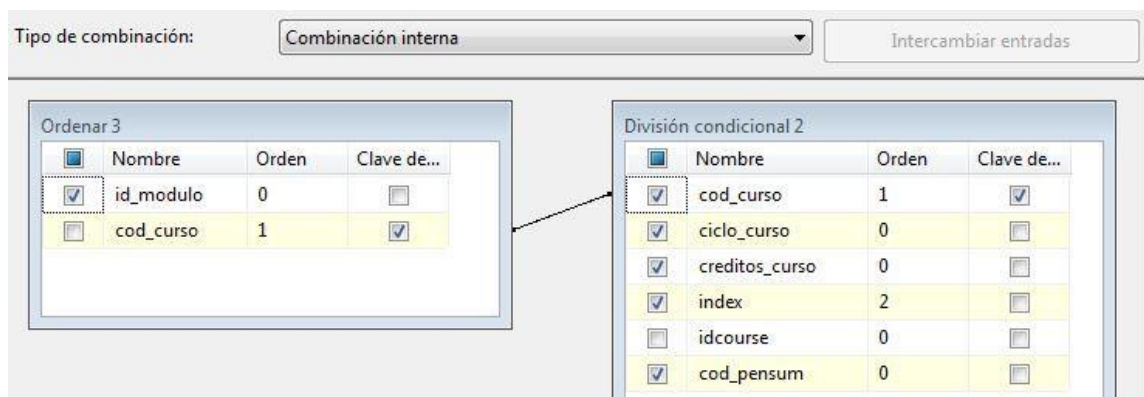 Tipo de combinación: Combinación interna Intercambiar entradas
Ordenar 3
Nombre Orden Clave de...
id_modulo 0
cod_curso 1
División condicional 2
Nombre Orden Clave de...
cod_curso 1
ciclo_curso 0
creditos_curso 0
index 2
idcourse 0
cod_pensum 0